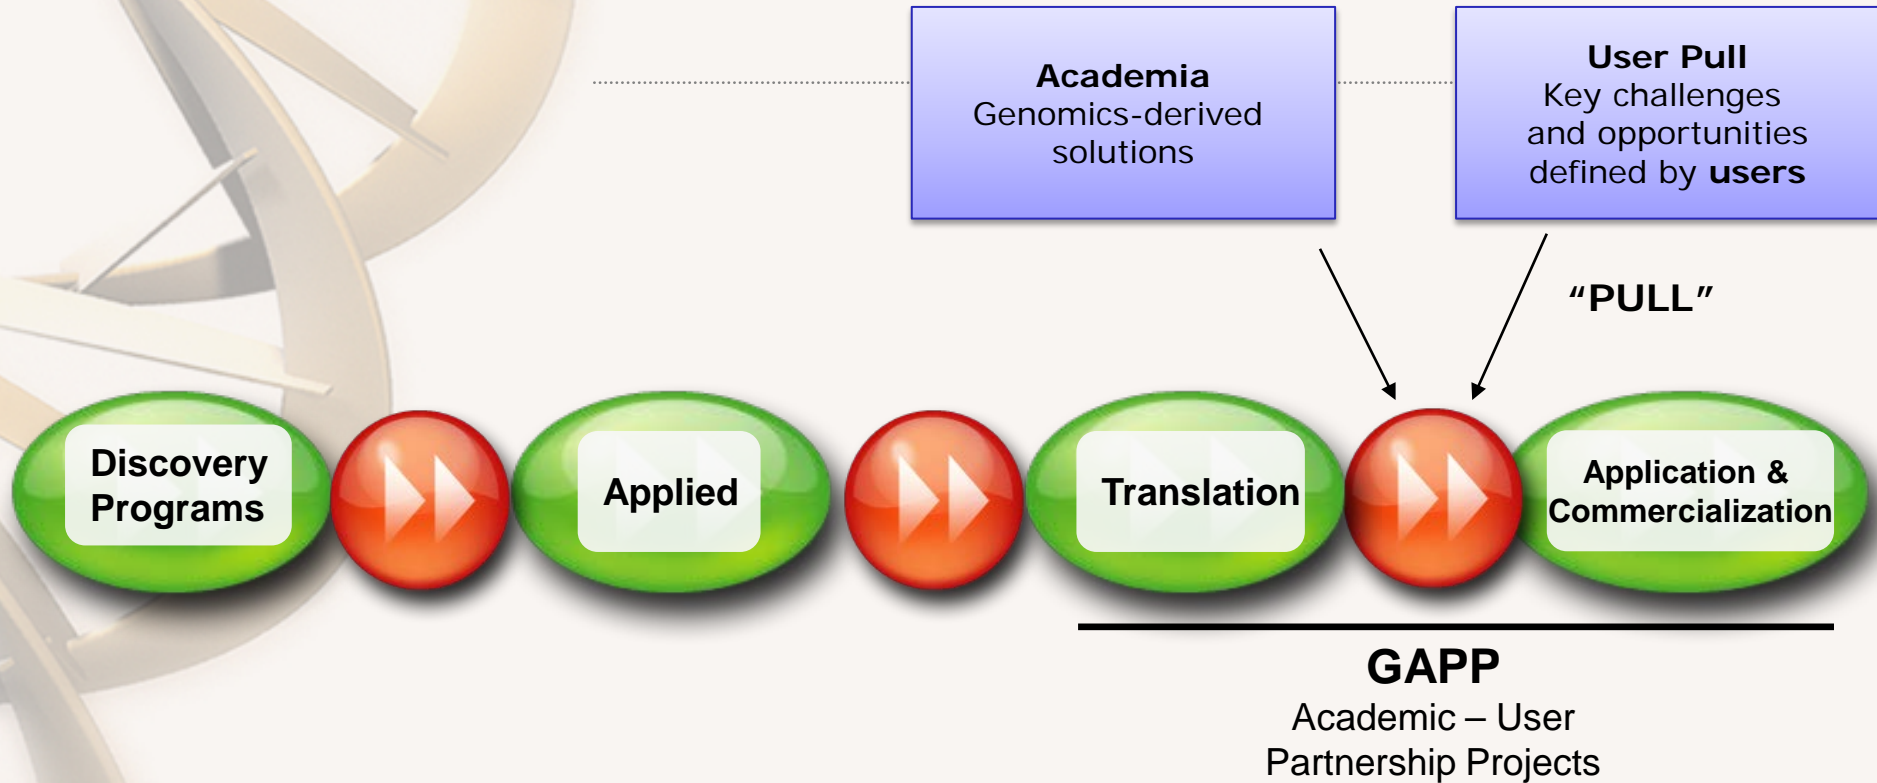 Academia
Genomics-derived
solutions
User Pull
Key challenges
and opportunities
defined by users
“PULL”
Discovery
Programs
Applied
Translation
Application &
Commercialization
GAPP
Academic – User
Partnership Projects